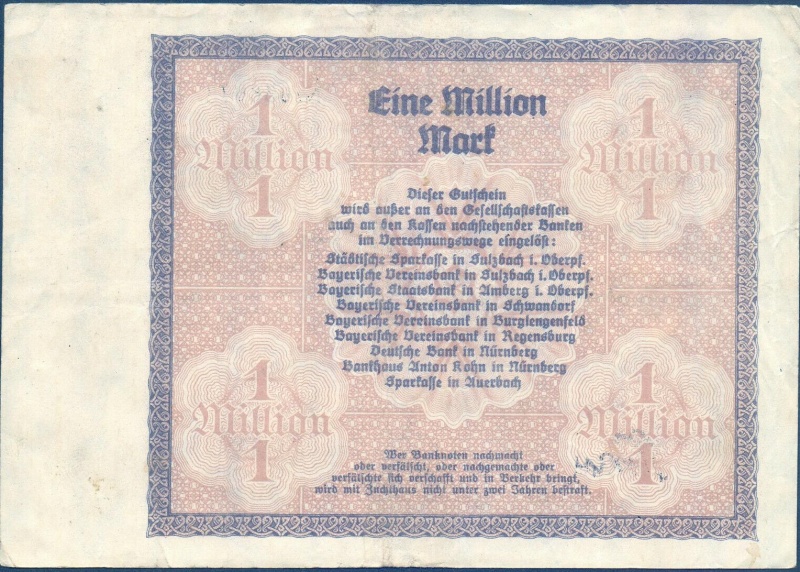 Eine Million
Mark
1
Million
1
1
Million
1
Dieser Gutschein
wird außer an den Gesellschaftskassen
auch an den Kassen nachstehender Banken
im Verrechnungswege eingelöst:
Städtische Sparkasse in Sulzbach i. Oberpf.
Bayerische Vereinsbank in Sulzbach i. Oberpf.
Bayerische Staatsbank in Amberg i. Oberpf.
Bayerische Vereinsbank in Schwandorf
Bayerische Vereinsbank in Burglengenfeld
Bayerische Vereinsbank in Regensburg
Deutsche Bank in Nürnberg
Bankhaus Anton Kohn in Nürnberg
Sparkasse in Auerbach
1
Million
1
1
Million
1
Wer Banknoten nachmacht
oder verfälscht, oder nachgemachte oder
verfälschte sich verschafft und in Verkehr bringt,
wird mit Zuchthaus nicht unter zwei Jahren bestraft.